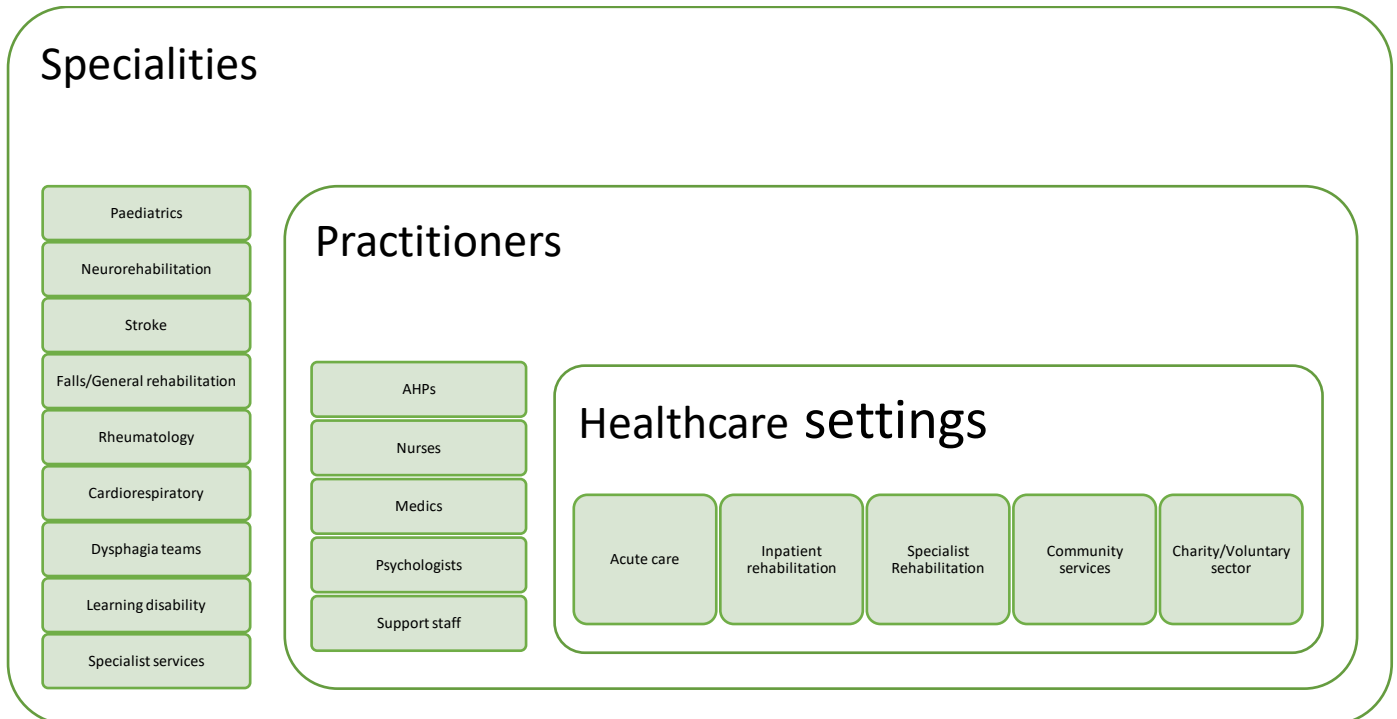 Specialities
Paediatrics
Neurorehabilitation
Stroke
Falls/General rehabilitation
Rheumatology
Cardiorespiratory
Dysphagia teams
Learning disability
Specialist services
Practitioners
AHPs
Nurses
Medics
Psychologists
Support staff
Healthcare settings
Acute care
Inpatient
rehabilitation
Specialist
Rehabilitation
Community
services
Charity/Voluntary
sector